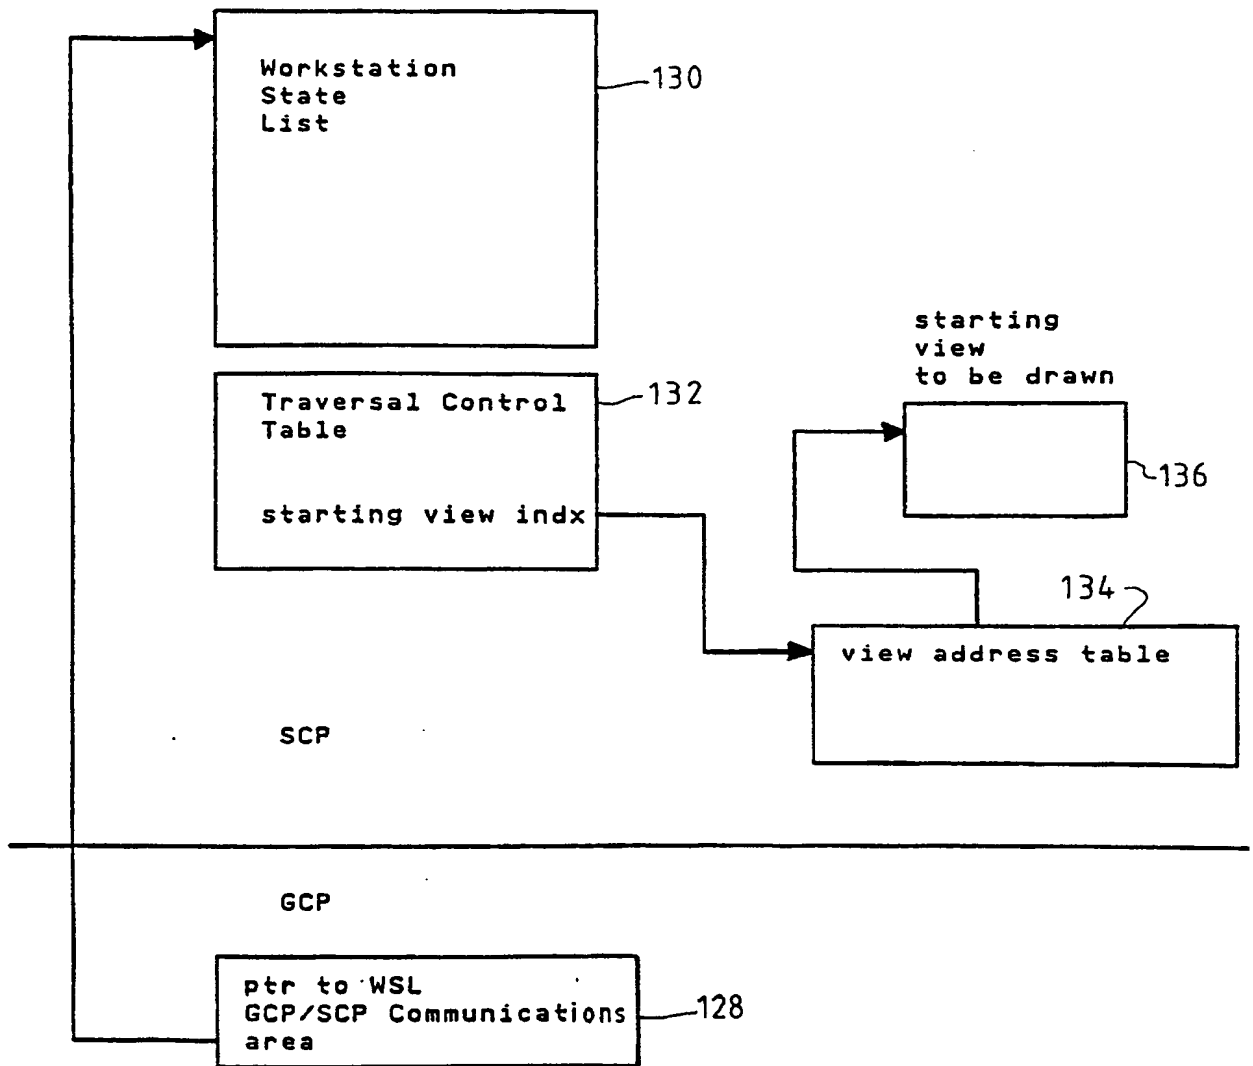 Workstation
State
List
130
starting
view
to be drawn
Traversal Control
Table
132
136
starting view indx
134
view address table
SCP
GCP
ptr to WSL
GCP/SCP Communications
area
128